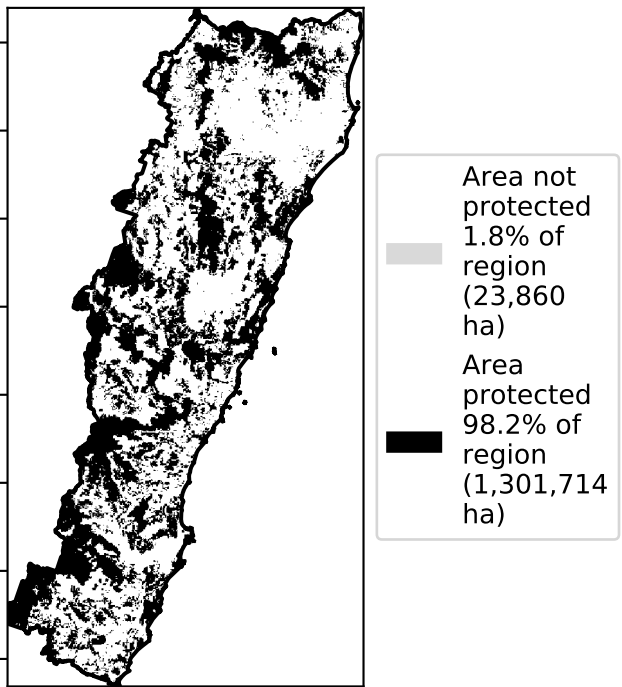 Area not
protected
1.8% of
region
(23,860
ha)
Area
protected
98.2% of
region
(1,301,714
ha)